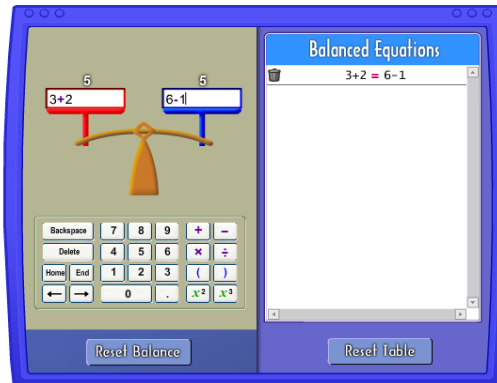 5 5
3+2 6-1
Backspace 7 8 9 + -
Delete 4 5 6 × ÷
Home End 1 2 3 ( )
← → 0 . x² x³
Reset Balance
Balanced Equations
3+2 = 6-1
Reset Table